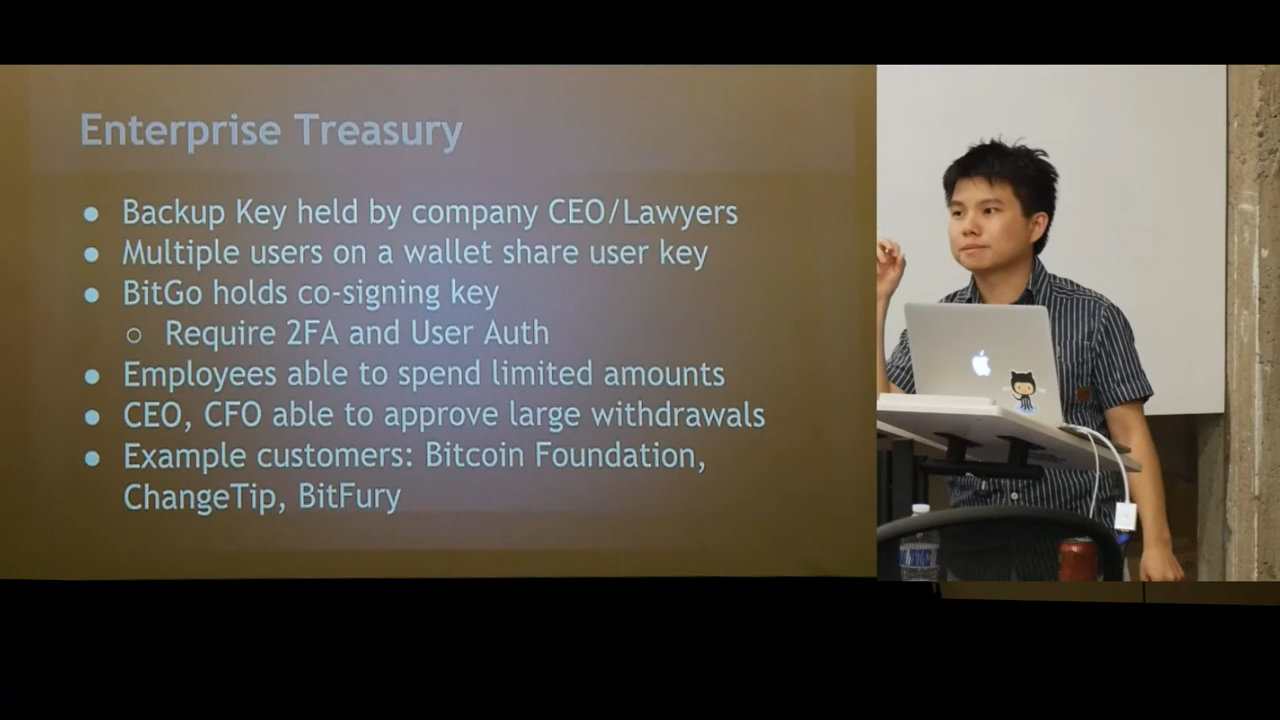 Enterprise Treasury
● Backup Key held by company CEO/Lawyers
● Multiple users on a wallet share user key
● BitGo holds co-signing key
○ Require 2FA and User Auth
● Employees able to spend limited amounts
● CEO, CFO able to approve large withdrawals
● Example customers: Bitcoin Foundation,
ChangeTip, BitFury